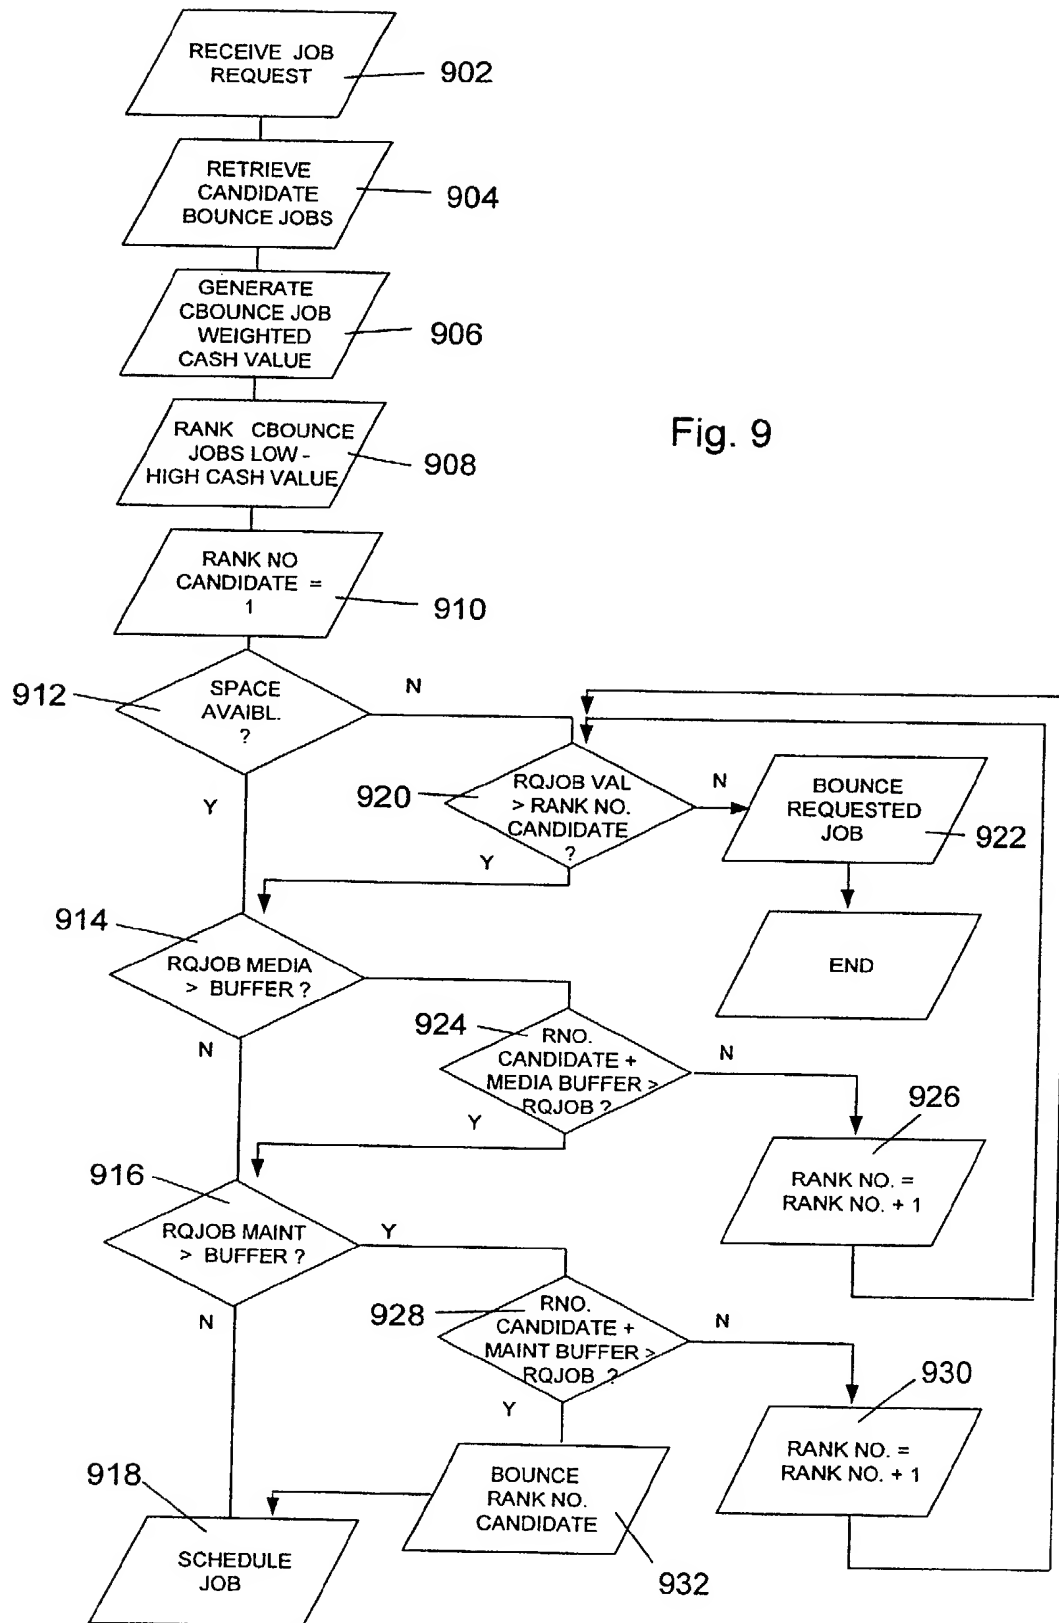 RECEIVE JOB
REQUEST
902
RETRIEVE
CANDIDATE
BOUNCE JOBS
904
GENERATE
CBOUNCE JOB
WEIGHTED
CASH VALUE
906
RANK CBOUNCE
JOBS LOW -
HIGH CASH VALUE
908
Fig. 9
RANK NO
CANDIDATE =
1
910
912
SPACE
AVAIBL.
?
N
Y
920
RQJOB VAL
> RANK NO.
CANDIDATE
?
N
Y
BOUNCE
REQUESTED
JOB
922
END
914
RQJOB MEDIA
> BUFFER ?
N
924
RNO.
CANDIDATE +
MEDIA BUFFER >
RQJOB ?
N
Y
926
RANK NO. =
RANK NO. + 1
916
RQJOB MAINT
> BUFFER ?
Y
N
928
RNO.
CANDIDATE +
MAINT BUFFER >
RQJOB ?
N
Y
930
RANK NO. =
RANK NO. + 1
BOUNCE
RANK NO.
CANDIDATE
932
918
SCHEDULE
JOB